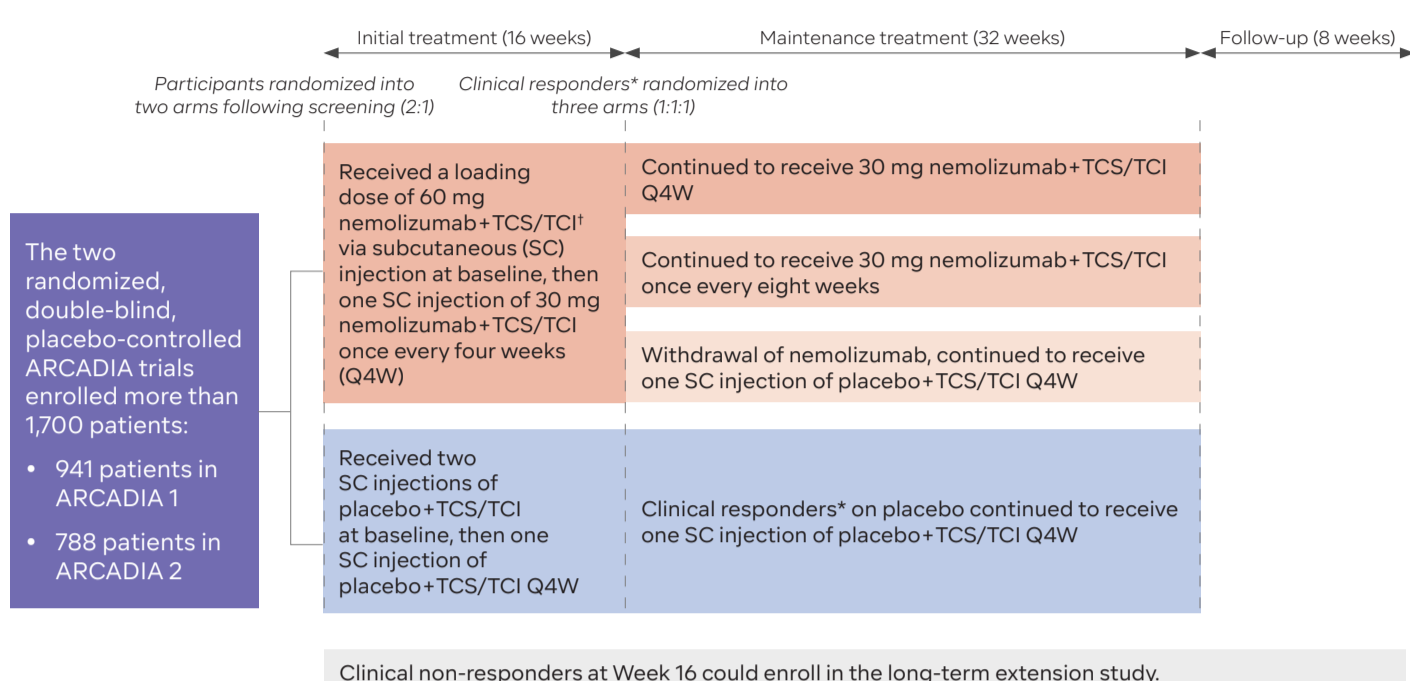 Initial treatment (16 weeks)
Maintenance treatment (32 weeks)
Follow-up (8 weeks)
Participants randomized into
two arms following screening (2:1)
Clinical responders* randomized into
three arms (1:1:1)
The two
randomized,
double-blind,
placebo-controlled
ARCADIA trials
enrolled more than
1,700 patients:
• 941 patients in
ARCADIA 1
• 788 patients in
ARCADIA 2
Received a loading
dose of 60 mg
nemolizumab+TCS/TCI†
via subcutaneous (SC)
injection at baseline, then
one SC injection of 30 mg
nemolizumab+TCS/TCI
once every four weeks
(Q4W)
Continued to receive 30 mg nemolizumab+TCS/TCI
Q4W
Continued to receive 30 mg nemolizumab+TCS/TCI
once every eight weeks
Withdrawal of nemolizumab, continued to receive
one SC injection of placebo+TCS/TCI Q4W
Received two
SC injections of
placebo+TCS/TCI
at baseline, then one
SC injection of
placebo+TCS/TCI Q4W
Clinical responders* on placebo continued to receive
one SC injection of placebo+TCS/TCI Q4W
Clinical non-responders at Week 16 could enroll in the long-term extension study.